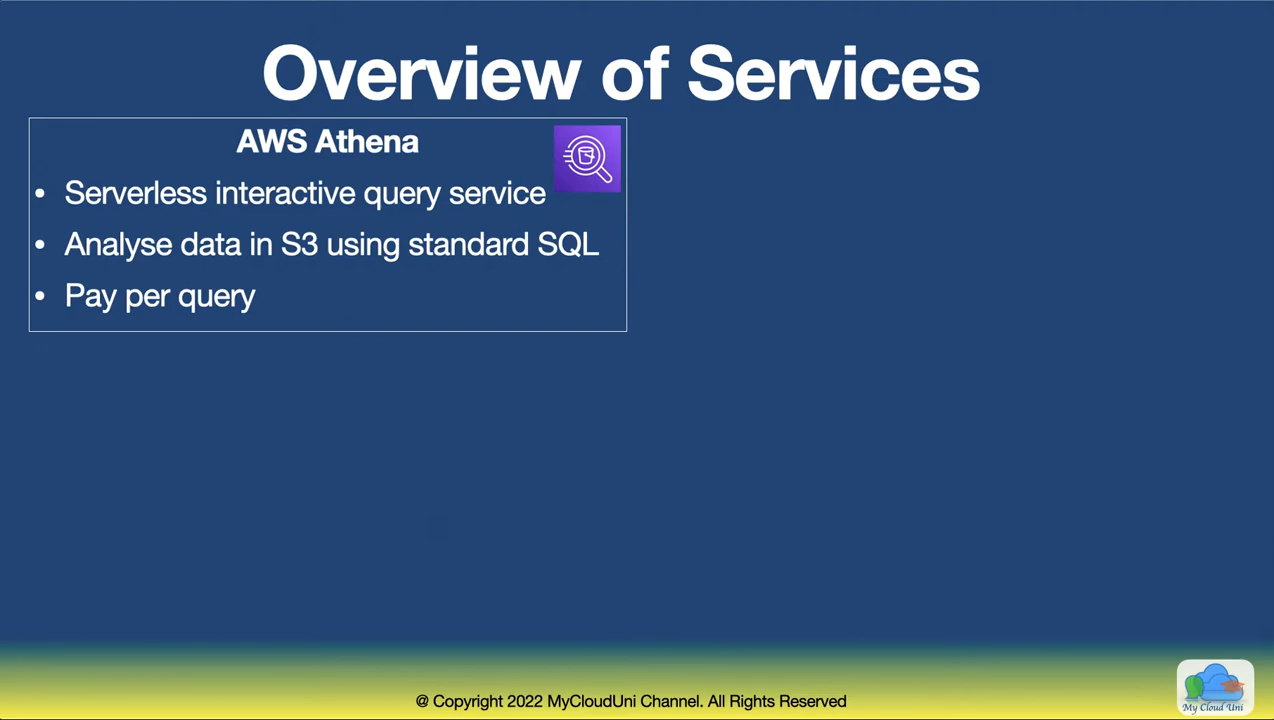 Overview of Services
AWS Athena
• Serverless interactive query service
• Analyse data in S3 using standard SQL
• Pay per query
@ Copyright 2022 MyCloudUni Channel. All Rights Reserved
My Cloud Uni